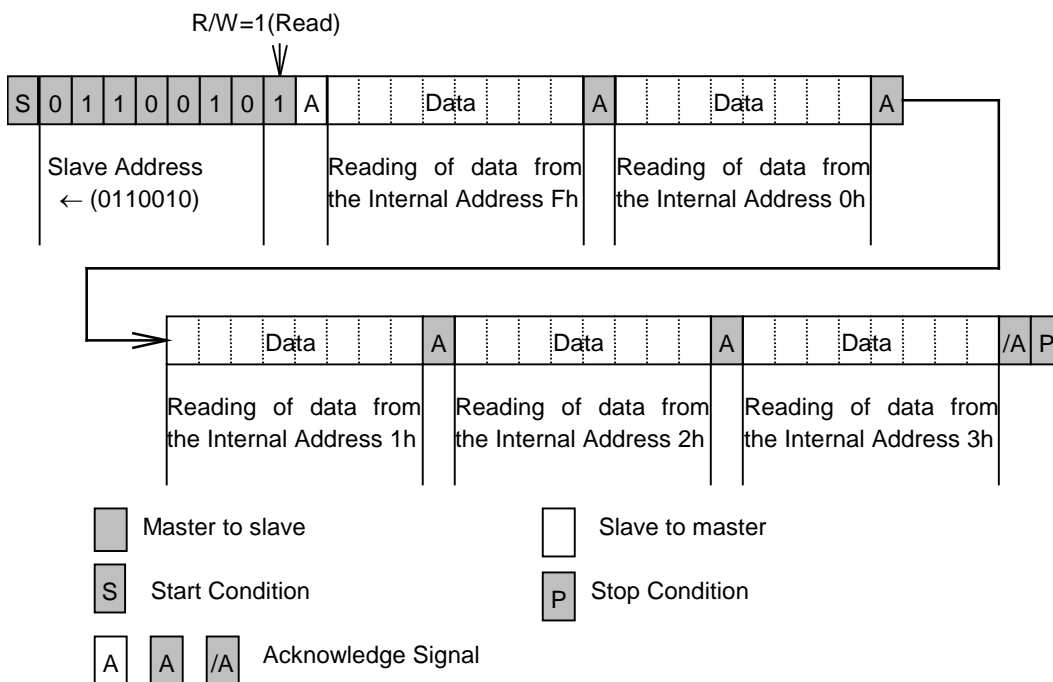 R/W=1(Read)
S 0 1 1 0 0 1 0 1 A Data A Data A
Slave Address
← (0110010)
Reading of data from
the Internal Address Fh
Reading of data from
the Internal Address 0h
Data A Data A Data /A P
Reading of data from
the Internal Address 1h
Reading of data from
the Internal Address 2h
Reading of data from
the Internal Address 3h
Master to slave
Slave to master
S Start Condition
P Stop Condition
A A /A Acknowledge Signal